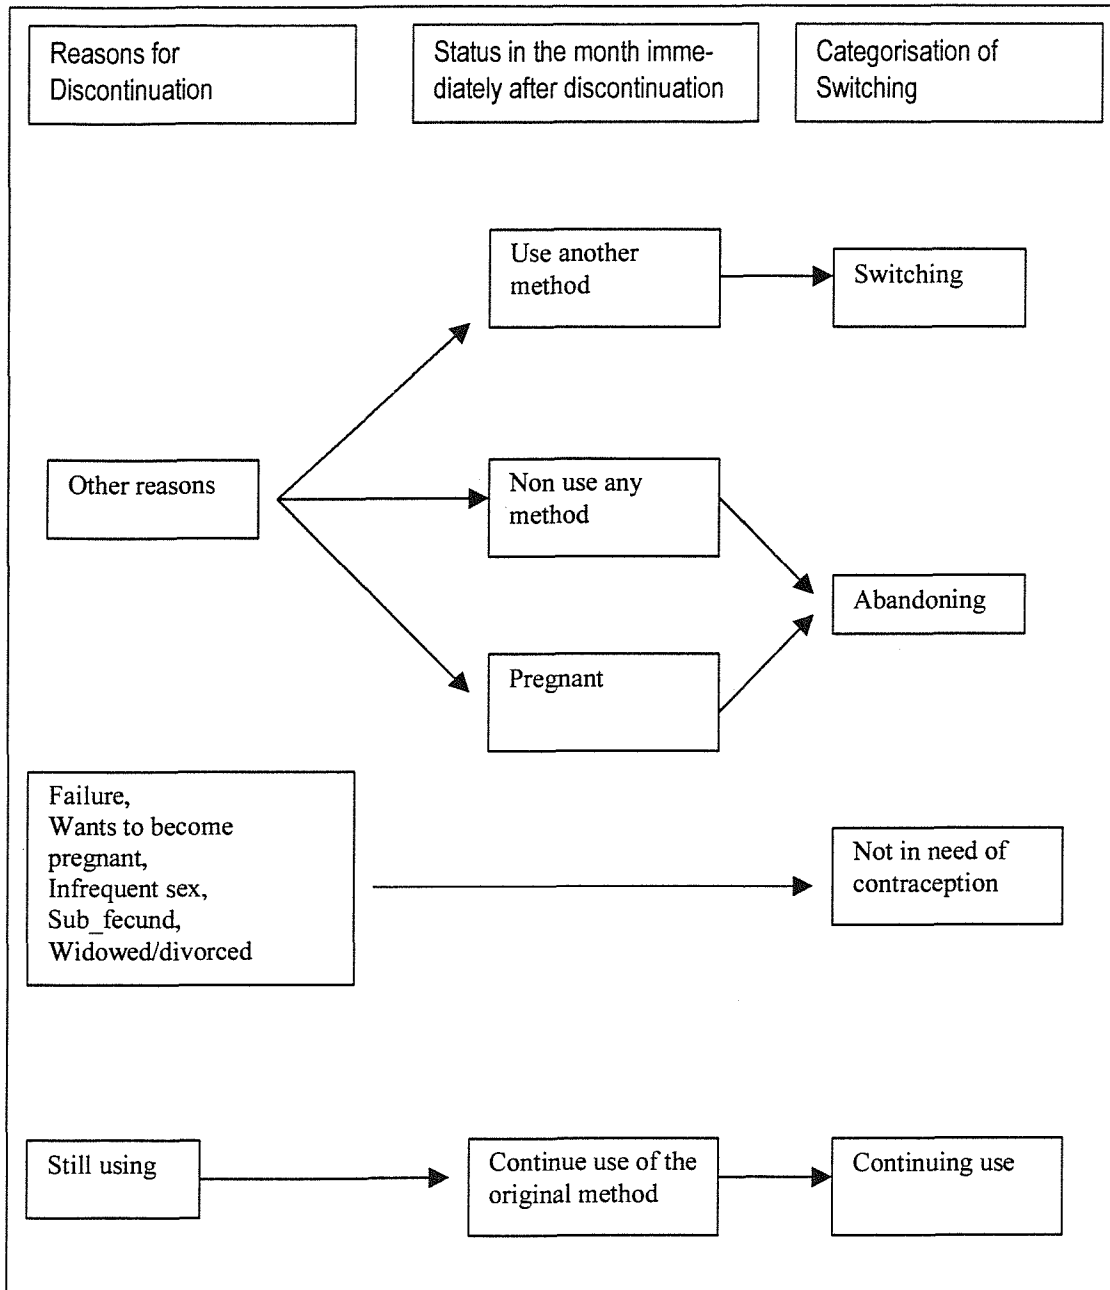 Reasons for
Discontinuation
Status in the month imme-
diately after discontinuation
Categorisation of
Switching
Use another
method
Switching
Other reasons
Non use any
method
Abandoning
Pregnant
Failure,
Wants to become
pregnant,
Infrequent sex,
Sub_fecund,
Widowed/divorced
Not in need of
contraception
Still using
Continue use of the
original method
Continuing use